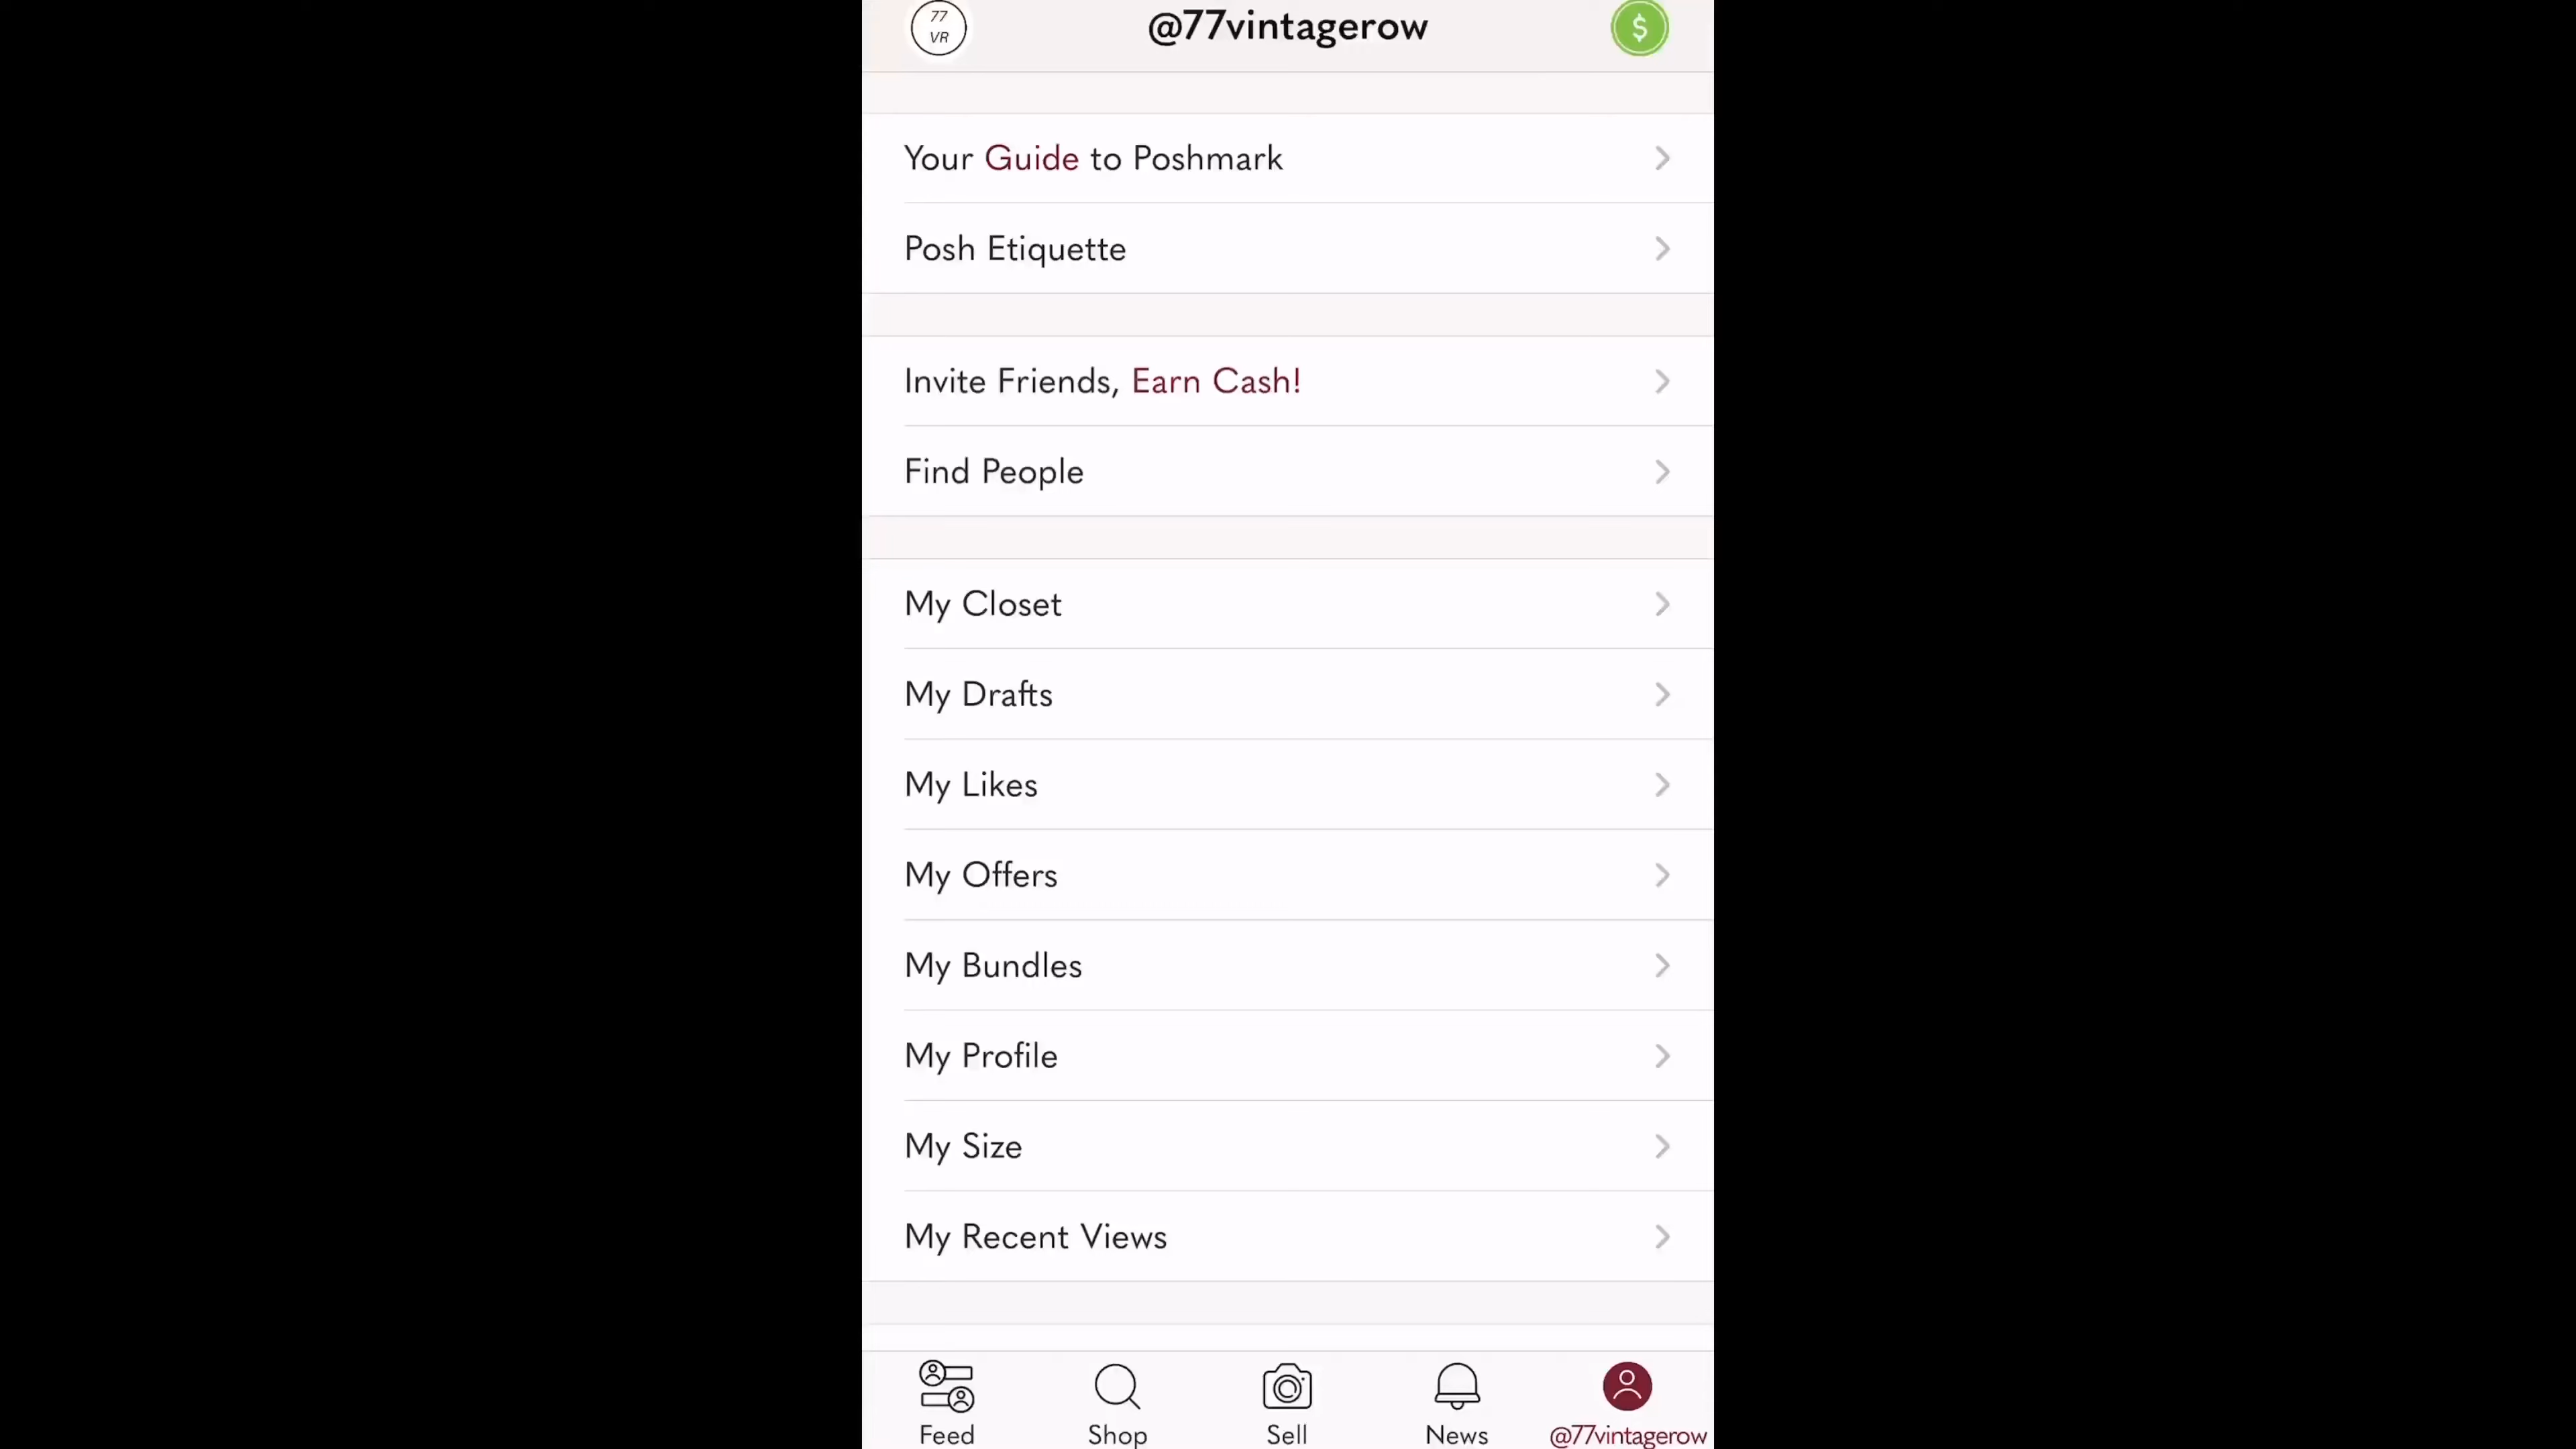 77
VR
@77vintagerow
$
Your Guide to Poshmark
Posh Etiquette
Invite Friends, Earn Cash!
Find People
My Closet
My Drafts
My Likes
My Offers
My Bundles
My Profile
My Size
My Recent Views
Feed Shop Sell News @77vintagerow